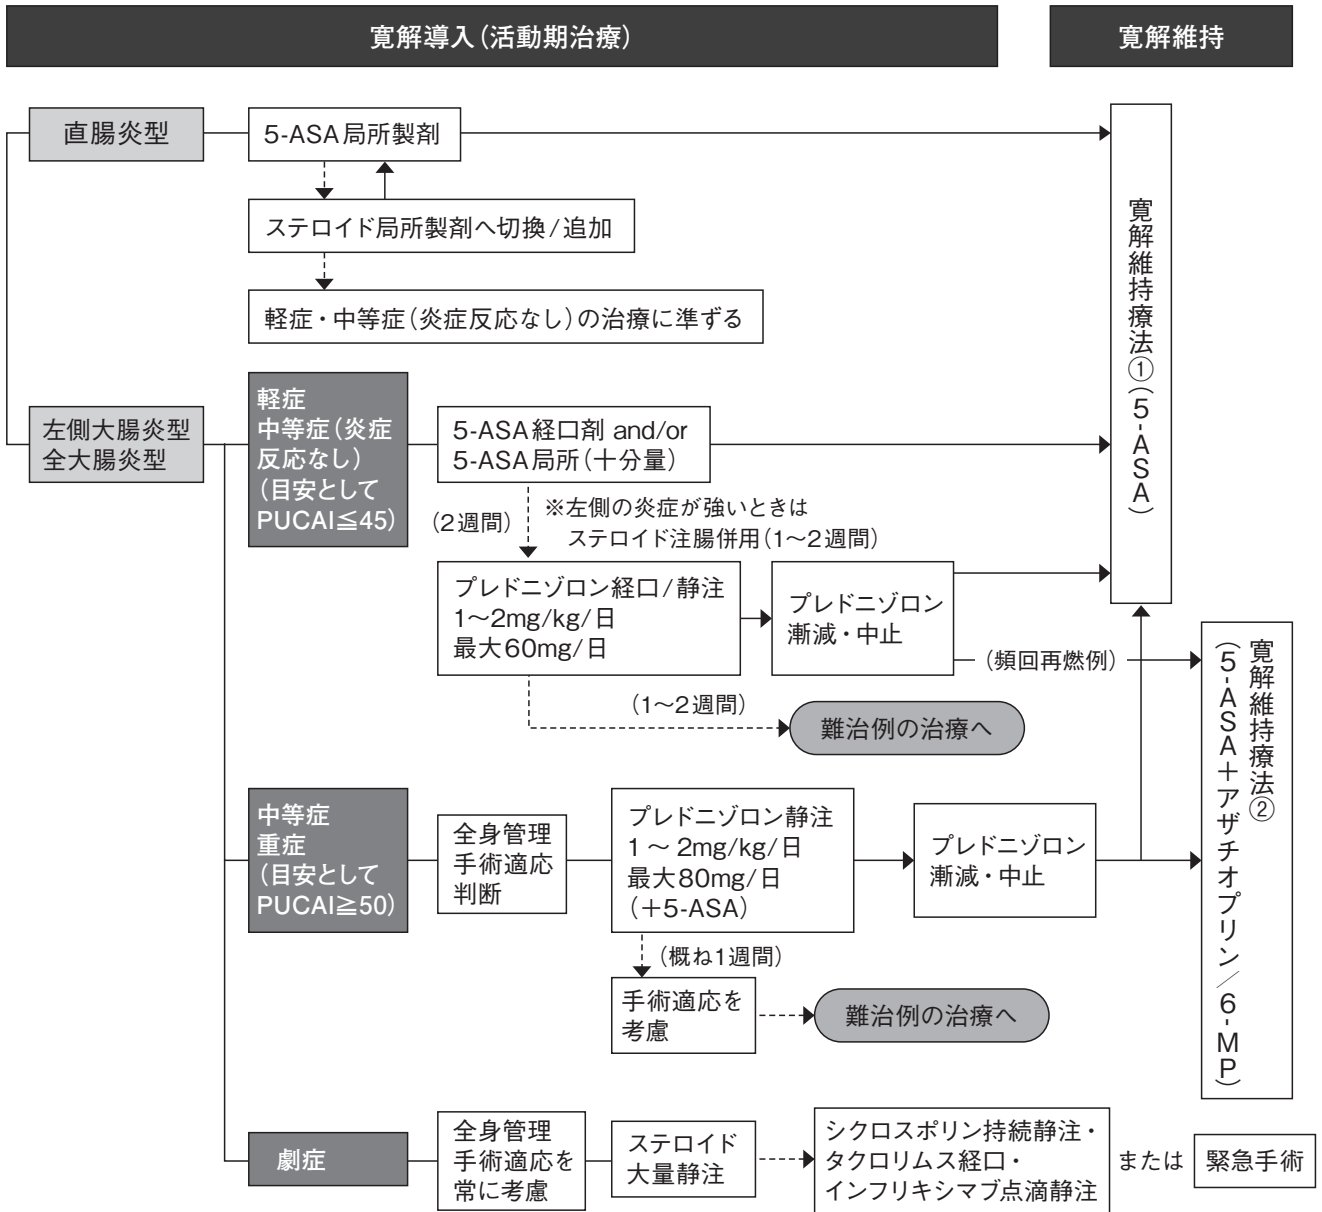 寛解導入(活動期治療)
寛解維持
直腸炎型
5-ASA局所製剤
ステロイド局所製剤へ切換/追加
軽症・中等症(炎症反応なし)の治療に準ずる
寛解維持療法①(5-ASA)
左側大腸炎型
全大腸炎型
軽症
中等症(炎症
反応なし)
(目安として
PUCAI≦45)
5-ASA経口剤 and/or
5-ASA局所(十分量)
(2週間)
※左側の炎症が強いときは
ステロイド注腸併用(1〜2週間)
プレドニゾロン経口/静注
1〜2mg/kg/日
最大60mg/日
プレドニゾロン
漸減・中止
(頻回再燃例)
(1〜2週間)
難治例の治療へ
寛解維持療法②
(5-ASA+アザチオプリン/6-MP)
中等症
重症
(目安として
PUCAI≧50)
全身管理
手術適応
判断
プレドニゾロン静注
1〜2mg/kg/日
最大80mg/日
(+5-ASA)
プレドニゾロン
漸減・中止
(概ね1週間)
手術適応を
考慮
難治例の治療へ
劇症
全身管理
手術適応を
常に考慮
ステロイド
大量静注
シクロスポリン持続静注・
タクロリムス経口・
インフリキシマブ点滴静注
または
緊急手術